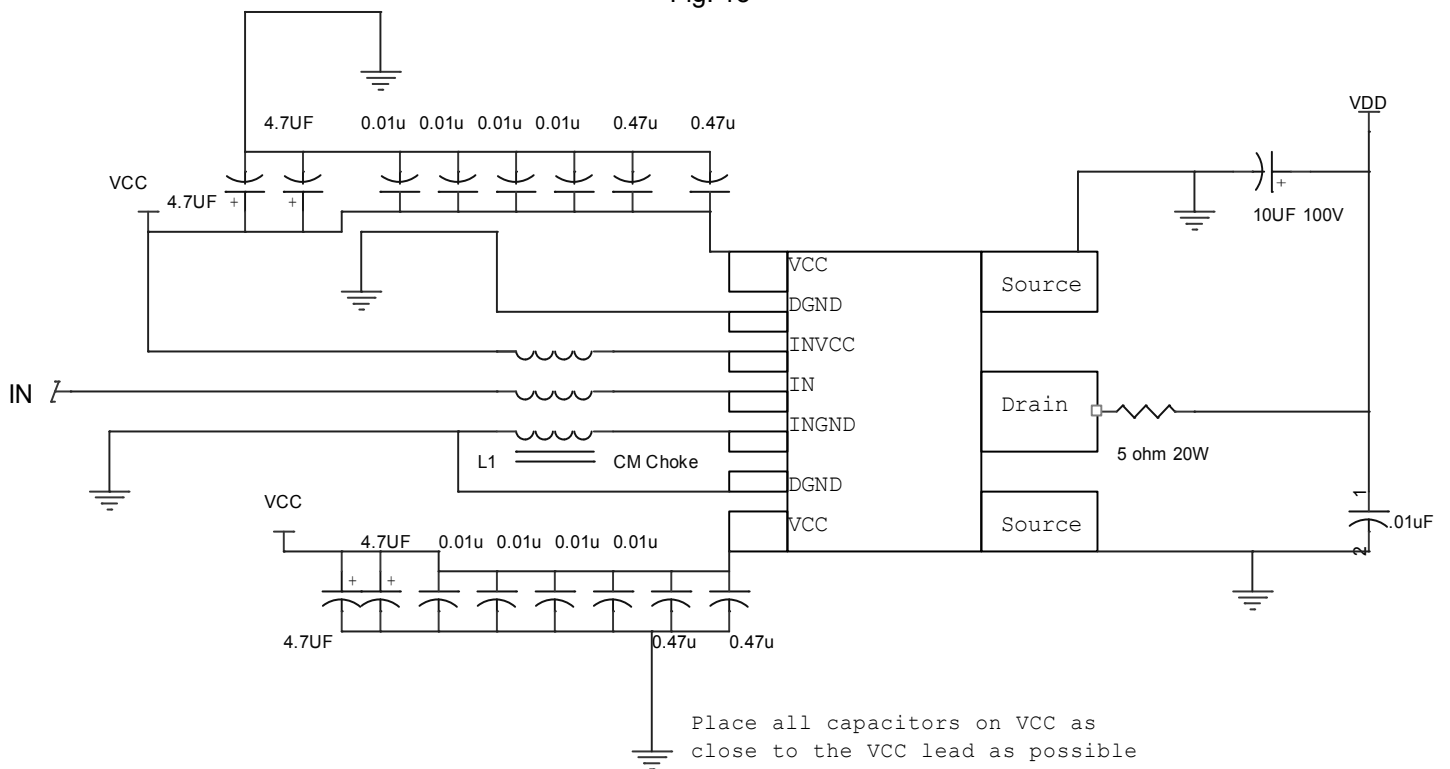 VDD
4.7UF 0.01u 0.01u 0.01u 0.01u 0.47u 0.47u
VCC
4.7UF + +
+
10UF 100V
VCC
Source
DGND
INVCC
IN
IN
Drain
INGND
5 ohm 20W
L1 CM Choke
DGND
VCC
VCC
Source
1
.01uF
2
4.7UF 0.01u 0.01u 0.01u 0.01u
+ +
4.7UF 0.47u 0.47u
Place all capacitors on VCC as
close to the VCC lead as possible